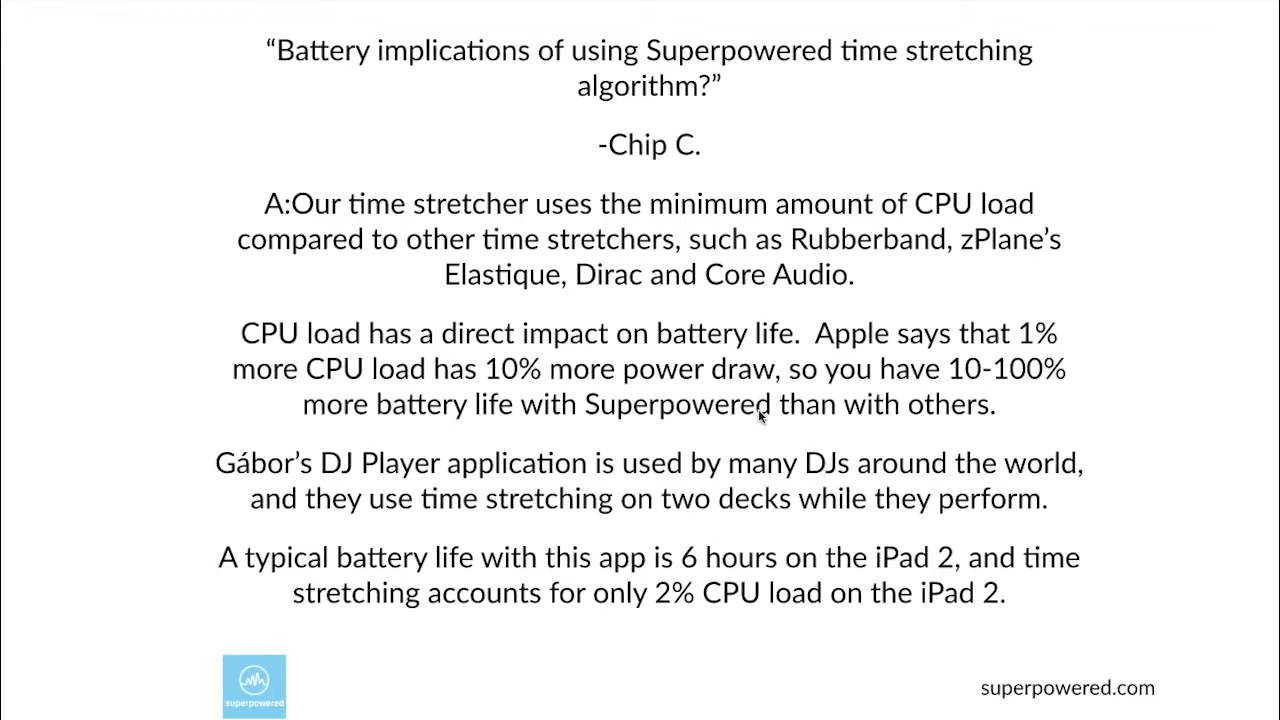 “Battery implications of using Superpowered time stretching
algorithm?”
-Chip C.
A:Our time stretcher uses the minimum amount of CPU load
compared to other time stretchers, such as Rubberband, zPlane’s
Elastique, Dirac and Core Audio.
CPU load has a direct impact on battery life.  Apple says that 1%
more CPU load has 10% more power draw, so you have 10-100%
more battery life with Superpowered than with others.
Gábor’s DJ Player application is used by many DJs around the world,
and they use time stretching on two decks while they perform.
A typical battery life with this app is 6 hours on the iPad 2, and time
stretching accounts for only 2% CPU load on the iPad 2.
superpowered
superpowered.com